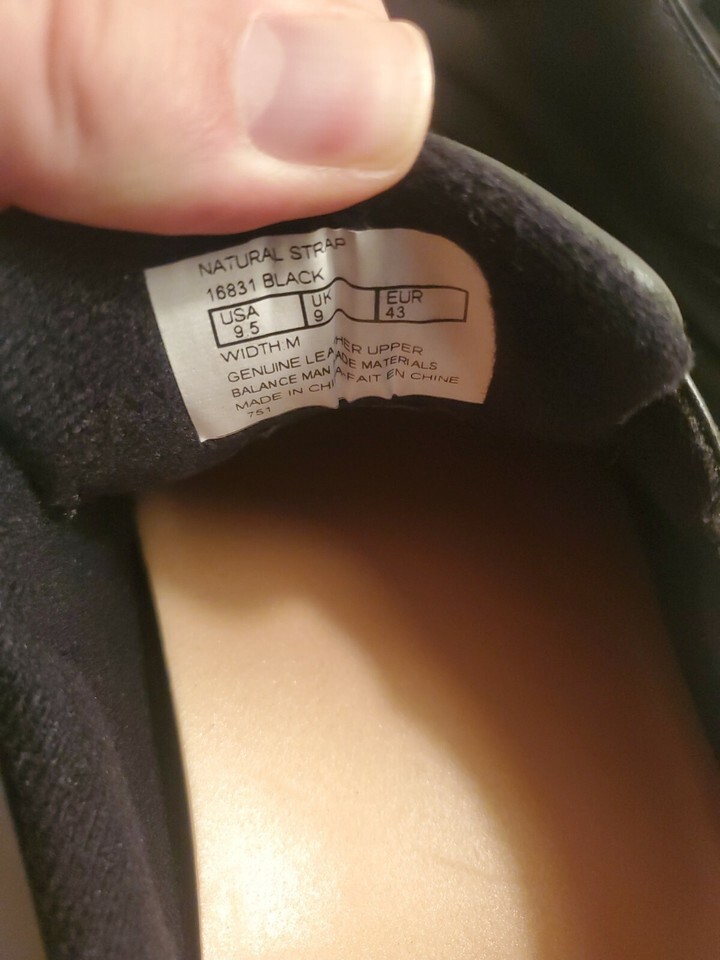 NATURAL STRAP
16831 BLACK
USA UK EUR
9.5 9 43
WIDTH:M
GENUINE LEA HER UPPER
BALANCE MAN ADE MATERIALS
MADE IN CHI FAIT EN CHINE
751